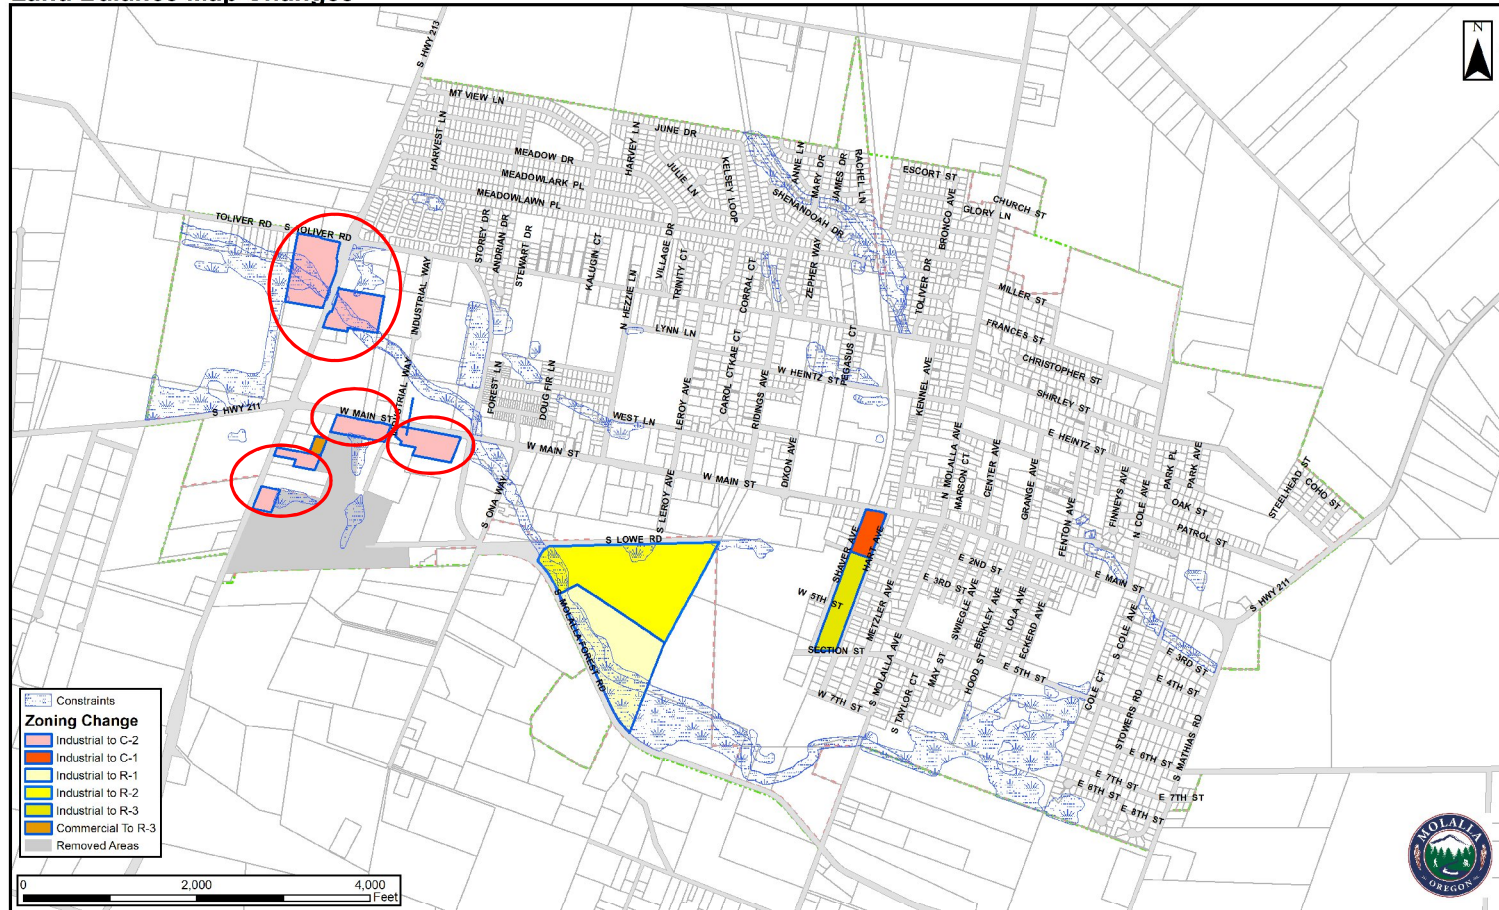 Land Balance Map Changes
N
S HWY 213
MT VIEW LN
HARVEST LN
HARVEY LN
JUNE DR
MEADOW DR
JULIE LN
KELSEY LOOP
ANNE LN
MARY DR
JAMES DR
RACHEL LN
ESCORT ST
MEADOWLARK PL
MEADOWLAWN PL
SHENANDOAH DR
BRONCO AVE
GLORY LN
CHURCH ST
TOLIVER RD
S TOLIVER RD
STOREY DR
ANDRIAN DR
STEWART DR
KALUGIN CT
VILLAGE DR
TRINITY CT
CORRAL CT
ZEPHER WAY
TOLIVER DR
INDUSTRIAL WAY
N HEZZIE LN
MILLER ST
LYNN LN
FRANCES ST
CAROL CT
KAE CT
PEGASUS CT
CHRISTOPHER ST
W HEINTZ ST
INDUSTRIAL WAY
FOREST LN
DOUG FIR LN
LEROY AVE
RIDINGS AVE
KENNEL AVE
SHIRLEY ST
S HWY 211
W MAIN ST
WEST LN
E HEINTZ ST
W MAIN ST
DIXON AVE
N MOLALLA AVE
MARSON CT
CENTER AVE
GRANGE AVE
FENTON AVE
FINNEYS AVE
N COLE AVE
PARK PL
PARK AVE
STEELHEAD ST
COHO ST
W MAIN ST
OAK ST
PATROL ST
S ONA WAY
S LEROY AVE
S LOWE RD
SHAVER AVE
HART AVE
E 2ND ST
E MAIN ST
E 3RD ST
S HWY 211
W 5TH ST
METZLER AVE
SWIEGLE AVE
BERKLEY AVE
LOLA AVE
ECKERD AVE
S COLE AVE
S MOLALLA FOREST RD
SECTION ST
S MOLALLA AVE
MAY ST
HOOD ST
E 5TH ST
E 3RD ST
E 4TH ST
W 7TH ST
S TAYLOR CT
COLE CT
STOWERS RD
S MATHIAS RD
E 6TH ST
E 7TH ST
E 8TH ST
E 7TH ST
E 8TH ST
Constraints
Zoning Change
Industrial to C-2
Industrial to C-1
Industrial to R-1
Industrial to R-2
Industrial to R-3
Commercial To R-3
Removed Areas
0 2,000 4,000
Feet
MOLALLA
OREGON